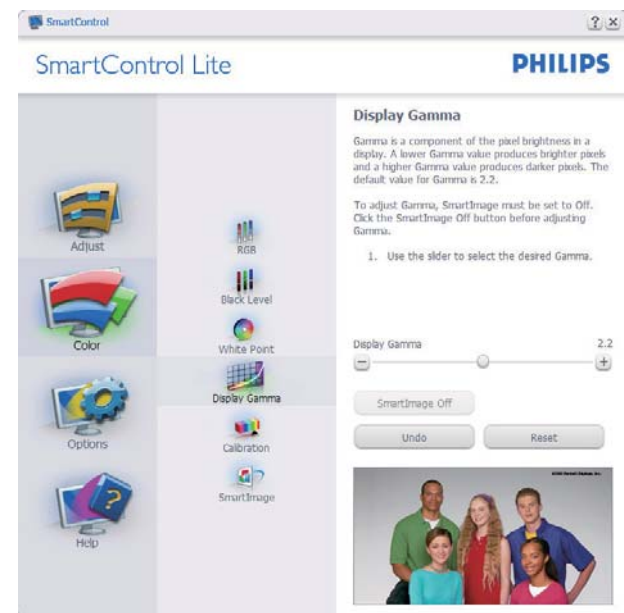 SmartControl
SmartControl Lite
PHILIPS
Adjust
Color
Options
Help
RGB
Black Level
White Point
Display Gamma
Calibration
SmartImage
Display Gamma
Gamma is a component of the pixel brightness in a
display. A lower Gamma value produces brighter pixels
and a higher Gamma value produces darker pixels. The
default value for Gamma is 2.2.
To adjust Gamma, SmartImage must be set to Off.
Click the SmartImage Off button before adjusting
Gamma.
1. Use the slider to select the desired Gamma.
Display Gamma 2.2
SmartImage Off
Undo Reset